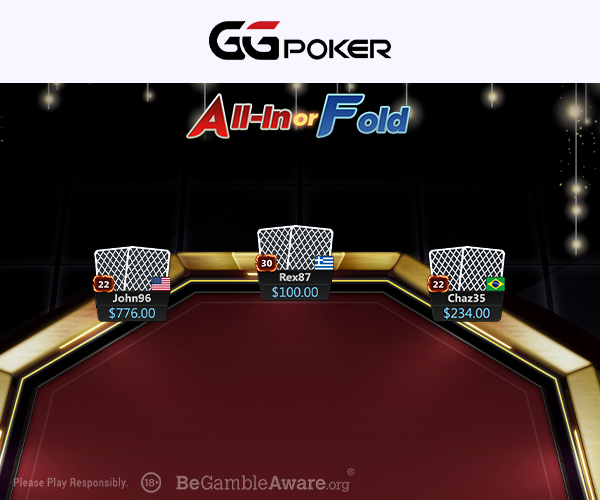 GGPOKER
All-In or Fold
30
Rex87
$100.00
22
John96
$776.00
22
Chaz35
$234.00
Please Play Responsibly.
18+
BeGambleAware.org®